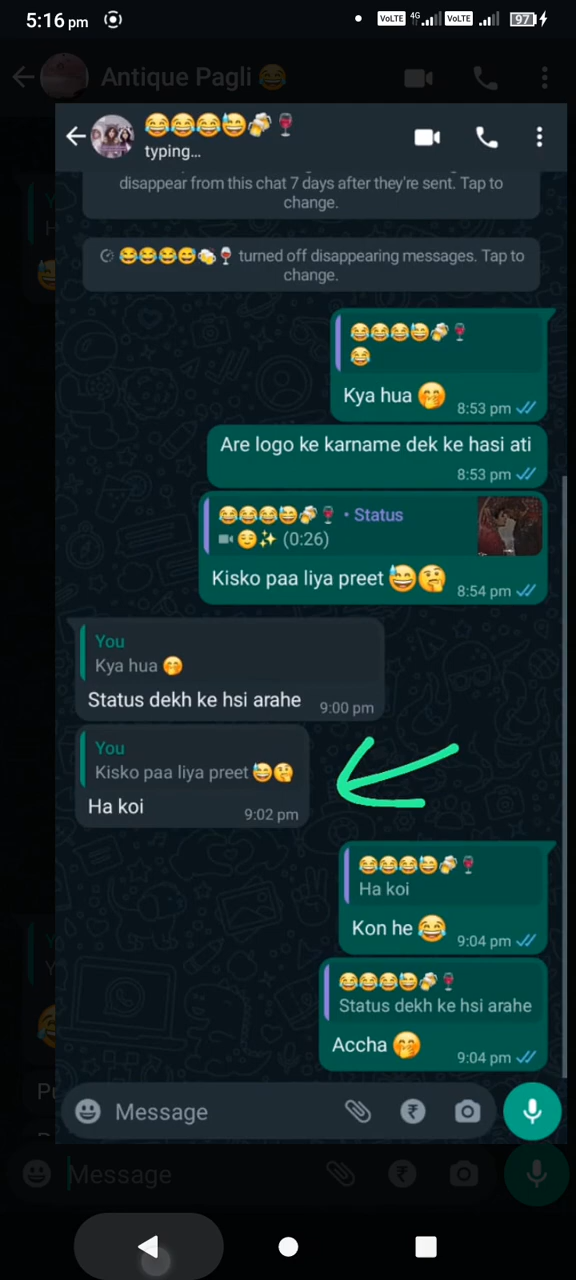 5:16 pm VoLTE 4G VoLTE 97
Antique Pagli 😂
😂😂😂😅🍻🍷
typing...
disappear from this chat 7 days after they're sent. Tap to
change.
😂😂😂😅🍻🍷 turned off disappearing messages. Tap to
change.
😂😂😂😅🍻🍷
😂
Kya hua 🤭
8:53 pm
Are logo ke karname dek ke hasi ati
8:53 pm
😂😂😂😅🍻🍷 • Status
😌✨ (0:26)
Kisko paa liya preet 😅🤔
8:54 pm
You
Kya hua 🤭
Status dekh ke hsi arahe
9:00 pm
You
Kisko paa liya preet 😅🤔
Ha koi
9:02 pm
😂😂😂😅🍻🍷
Ha koi
Kon he 😂
9:04 pm
😂😂😂😅🍻🍷
Status dekh ke hsi arahe
Accha 🤭
9:04 pm
Message
Message